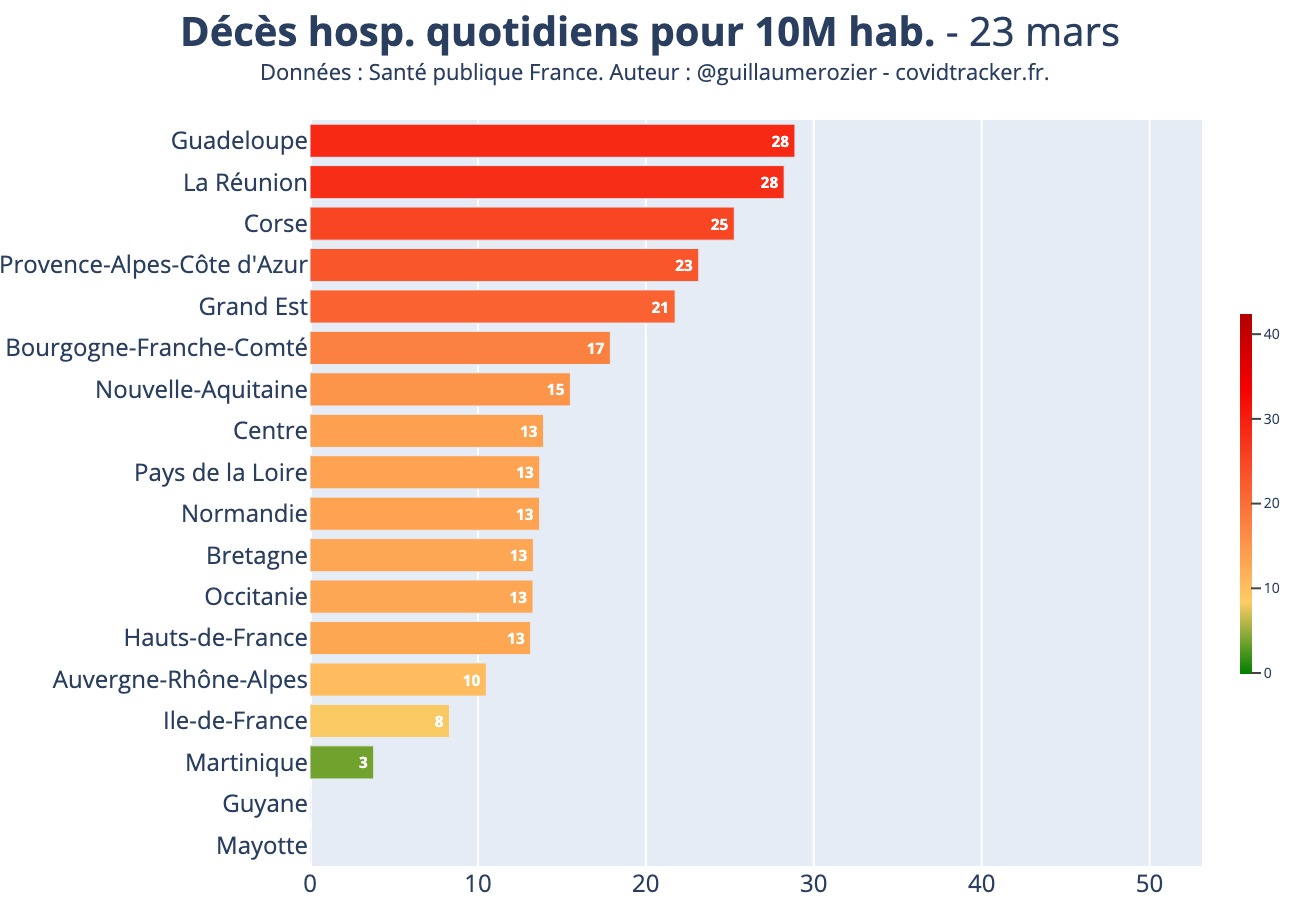 Décès hosp. quotidiens pour 10M hab. - 23 mars
Données : Santé publique France. Auteur : @guillaumerozier - covidtracker.fr.
Guadeloupe 28
La Réunion 28
Corse 25
Provence-Alpes-Côte d'Azur 23
Grand Est 21
Bourgogne-Franche-Comté 17
Nouvelle-Aquitaine 15
Centre 13
Pays de la Loire 13
Normandie 13
Bretagne 13
Occitanie 13
Hauts-de-France 13
Auvergne-Rhône-Alpes 10
Ile-de-France 8
Martinique 3
Guyane
Mayotte
0 10 20 30 40 50
40
30
20
10
0